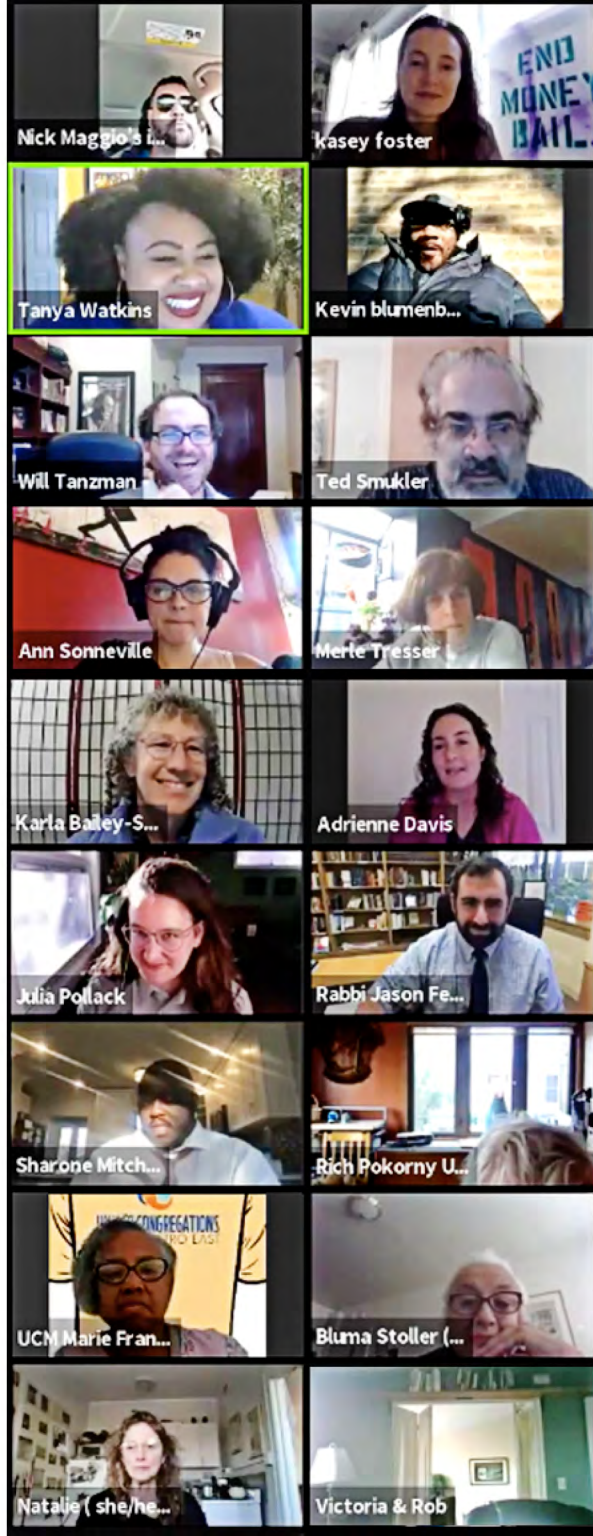 Nick Maggio's i...
kasey foster
END
MONEY
BAIL.
Tanya Watkins
Kevin blumenb...
Will Tanzman
Ted Smukler
Ann Sonneville
Merle Tresser
Karla Bailey-S...
Adrienne Davis
Julia Pollack
Rabbi Jason Fe...
Sharone Mitch...
Rich Pokorny U...
CONGREGATIONS
EAST
UCM Marie Fran...
Bluma Stoller (...
Natalie ( she/he...
Victoria & Rob